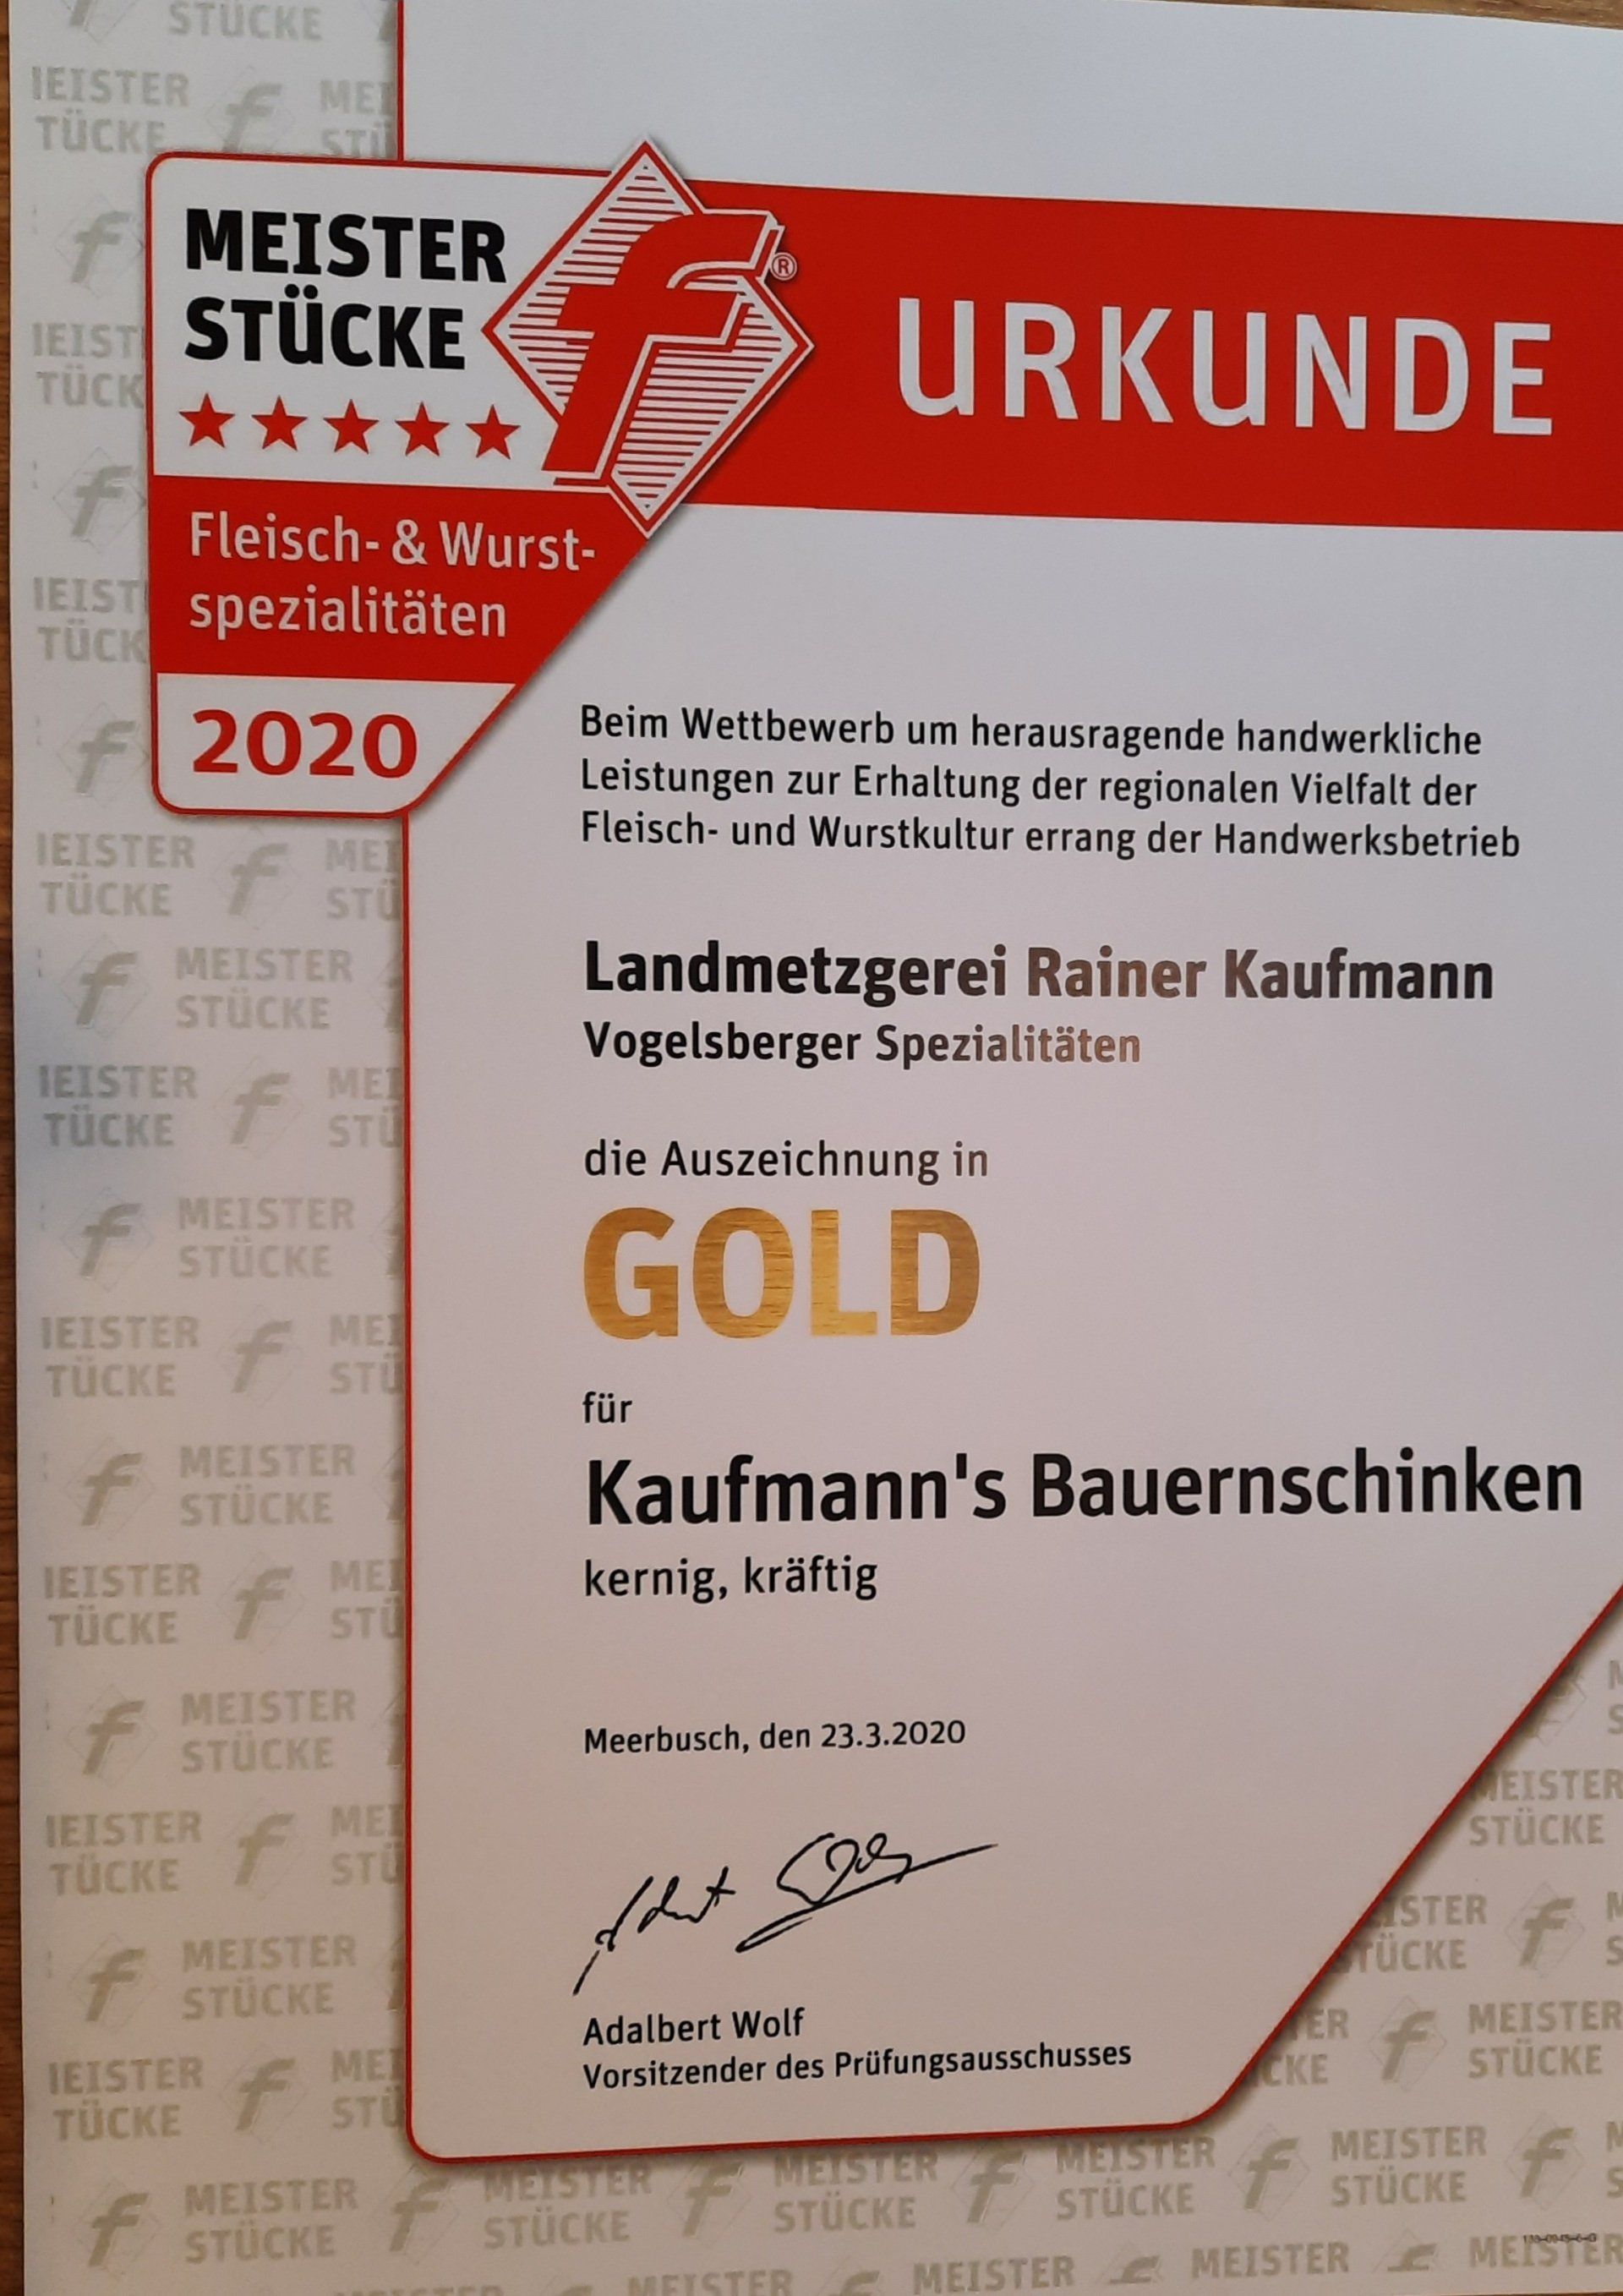 MEISTER
STÜCKE
Fleisch- & Wurst-
spezialitäten
2020
URKUNDE
Beim Wettbewerb um herausragende handwerkliche
Leistungen zur Erhaltung der regionalen Vielfalt der
Fleisch- und Wurstkultur errang der Handwerksbetrieb
Landmetzgerei Rainer Kaufmann
Vogelsberger Spezialitäten
die Auszeichnung in
GOLD
für
Kaufmann's Bauernschinken
kernig, kräftig
Meerbusch, den 23.3.2020
Adalbert Wolf
Vorsitzender des Prüfungsausschusses